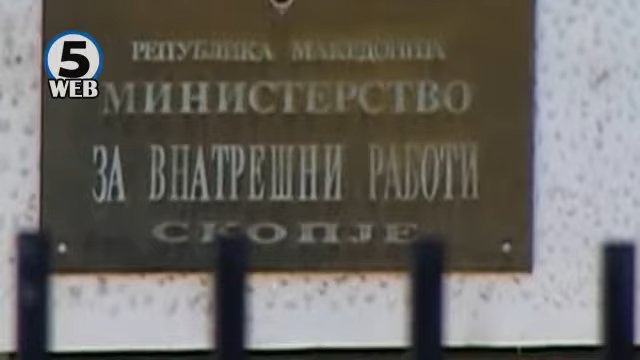 5
WEB
РЕПУБЛИКА МАКЕДОНИЈА
МИНИСТЕРСТВО
ЗА ВНАТРЕШНИ РАБОТИ
СКОПЈЕ